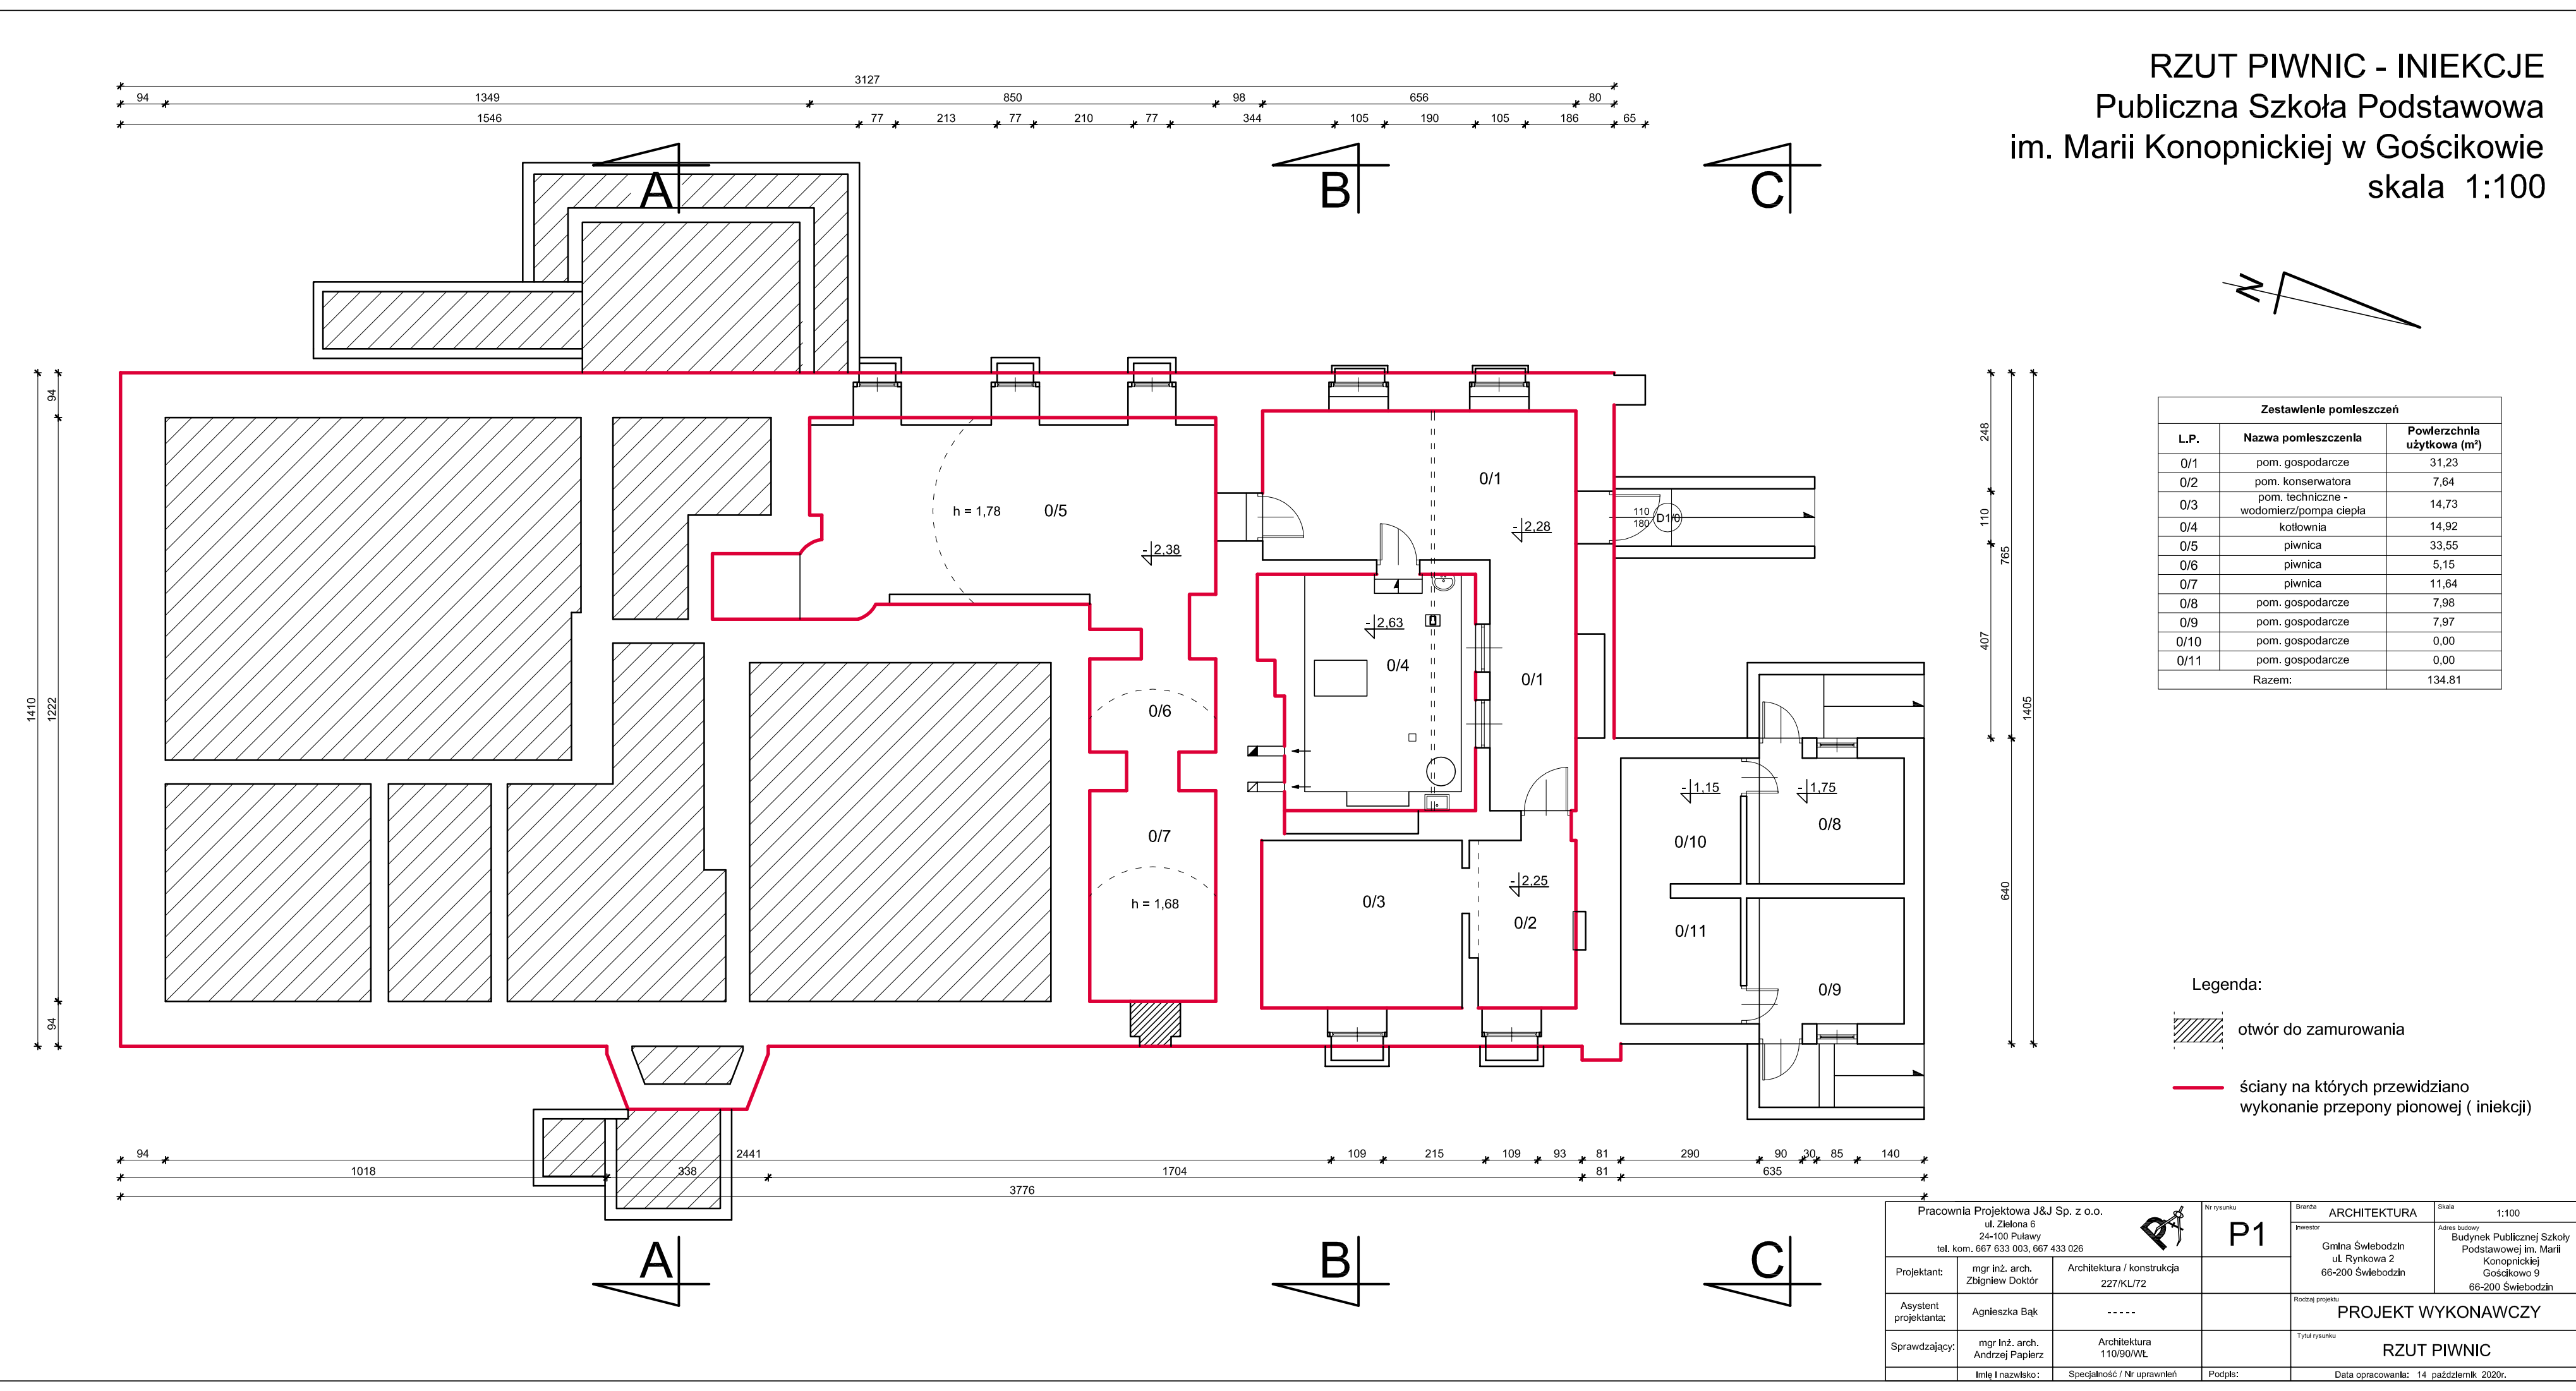 RZUT PIWNIC - INIEKCJE
Publiczna Szkoła Podstawowa
im. Marii Konopnickiej w Gościkowie
skala 1:100
3127
94 1349 850 98 656 80
1546 77 213 77 210 77 344 105 190 105 186 65
A B C
N
94
1410 1222
94
248
110
765
407
1405
640
0/1
h = 1,78 0/5
- 2,38
- 2,28
110
180
D1/0
- 2,63
0/4
0/1
0/6
- 1,15
- 1,75
0/7
0/8
0/10
- 2,25
h = 1,68
0/3
0/2
0/11
0/9
Zestawienie pomieszczeń
L.P. Nazwa pomieszczenia Powierzchnia
użytkowa (m²)
0/1 pom. gospodarcze 31,23
0/2 pom. konserwatora 7,64
0/3 pom. techniczne -
wodomierz/pompa ciepła 14,73
0/4 kotłownia 14,92
0/5 piwnica 33,55
0/6 piwnica 5,15
0/7 piwnica 11,64
0/8 pom. gospodarcze 7,98
0/9 pom. gospodarcze 7,97
0/10 pom. gospodarcze 0,00
0/11 pom. gospodarcze 0,00
Razem: 134.81
Legenda:
otwór do zamurowania
ściany na których przewidziano
wykonanie przepony pionowej ( iniekcji)
94 2441 109 215 109 93 81 290 90 30 85 140
1018 338 1704 81 635
3776
A B C
Pracownia Projektowa J&J Sp. z o.o.
ul. Zielona 6
24-100 Puławy
tel. kom. 667 633 003, 667 433 026
Nr rysunku
P1
Branża
ARCHITEKTURA
Skala
1:100
Inwestor
Gmina Świebodzin
ul. Rynkowa 2
66-200 Świebodzin
Adres budowy
Budynek Publicznej Szkoły
Podstawowej im. Marii
Konopnickiej
Gościkowo 9
66-200 Świebodzin
Projektant:
mgr inż. arch.
Zbigniew Doktór
Architektura / konstrukcja
227/KL/72
Asystent
projektanta:
Agnieszka Bąk
-----
Rodzaj projektu
PROJEKT WYKONAWCZY
Sprawdzający:
mgr inż. arch.
Andrzej Papierz
Architektura
110/90/WŁ
Tytuł rysunku
RZUT PIWNIC
Imię i nazwisko: Specjalność / Nr uprawnień Podpis: Data opracowania: 14 październik 2020r.